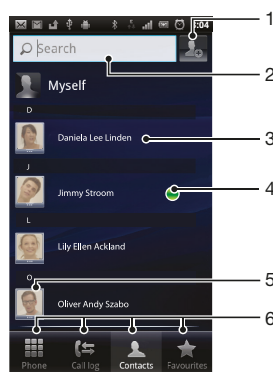 1:04
1
Search
2
Myself
D
Daniela Lee Linden
3
J
Jimmy Stroom
4
L
Lily Ellen Ackland
O
5
Oliver Andy Szabo
6
Phone Call log Contacts Favourites